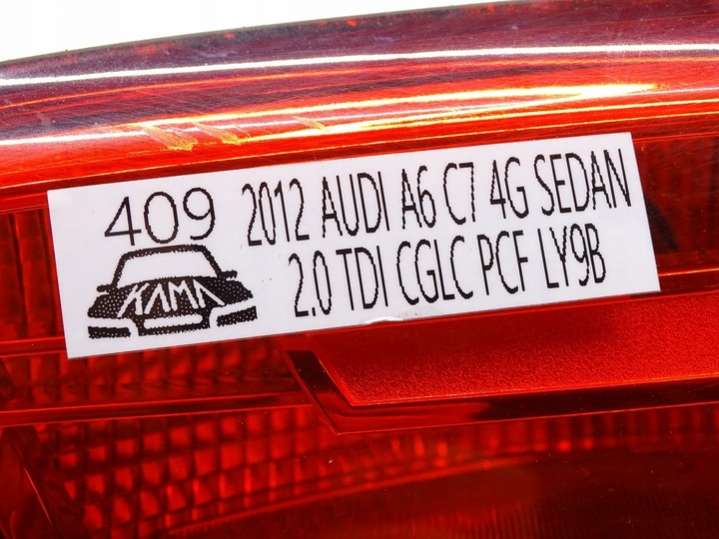 409
KAMA
2012 AUDI A6 C7 4G SEDAN
2.0 TDI CGLC PCF LY9B